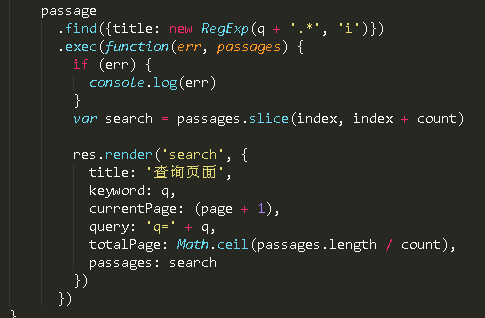 passage
.find({title: new RegExp(q + '.*', 'i')})
.exec(function(err, passages) {
if (err) {
console.log(err)
}
var search = passages.slice(index, index + count)
res.render('search', {
title: '查询页面',
keyword: q,
currentPage: (page + 1),
query: 'q=' + q,
totalPage: Math.ceil(passages.length / count),
passages: search
})
})
}